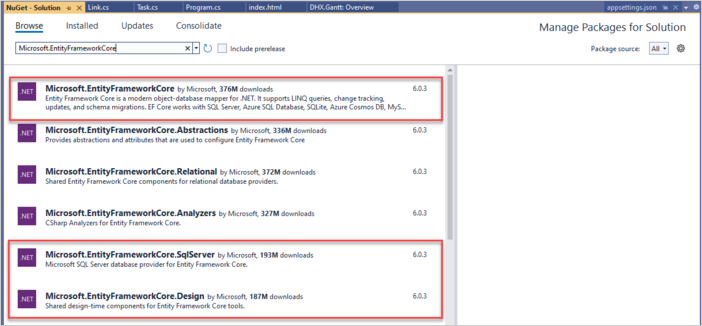 NuGet - Solution Link.cs Task.cs Program.cs index.html DHX.Gantt: Overview appsettings.json
Browse Installed Updates Consolidate Manage Packages for Solution
Microsoft.EntityFrameworkCore Include prerelease Package source: All
.NET Microsoft.EntityFrameworkCore by Microsoft, 376M downloads 6.0.3
Entity Framework Core is a modern object-database mapper for .NET. It supports LINQ queries, change tracking,
updates, and schema migrations. EF Core works with SQL Server, Azure SQL Database, SQLite, Azure Cosmos DB, MyS...
.NET Microsoft.EntityFrameworkCore.Abstractions by Microsoft, 336M downloads 6.0.3
Provides abstractions and attributes that are used to configure Entity Framework Core
.NET Microsoft.EntityFrameworkCore.Relational by Microsoft, 372M downloads 6.0.3
Shared Entity Framework Core components for relational database providers.
.NET Microsoft.EntityFrameworkCore.Analyzers by Microsoft, 327M downloads 6.0.3
CSharp Analyzers for Entity Framework Core.
.NET Microsoft.EntityFrameworkCore.SqlServer by Microsoft, 193M downloads 6.0.3
Microsoft SQL Server database provider for Entity Framework Core.
.NET Microsoft.EntityFrameworkCore.Design by Microsoft, 187M downloads 6.0.3
Shared design-time components for Entity Framework Core tools.